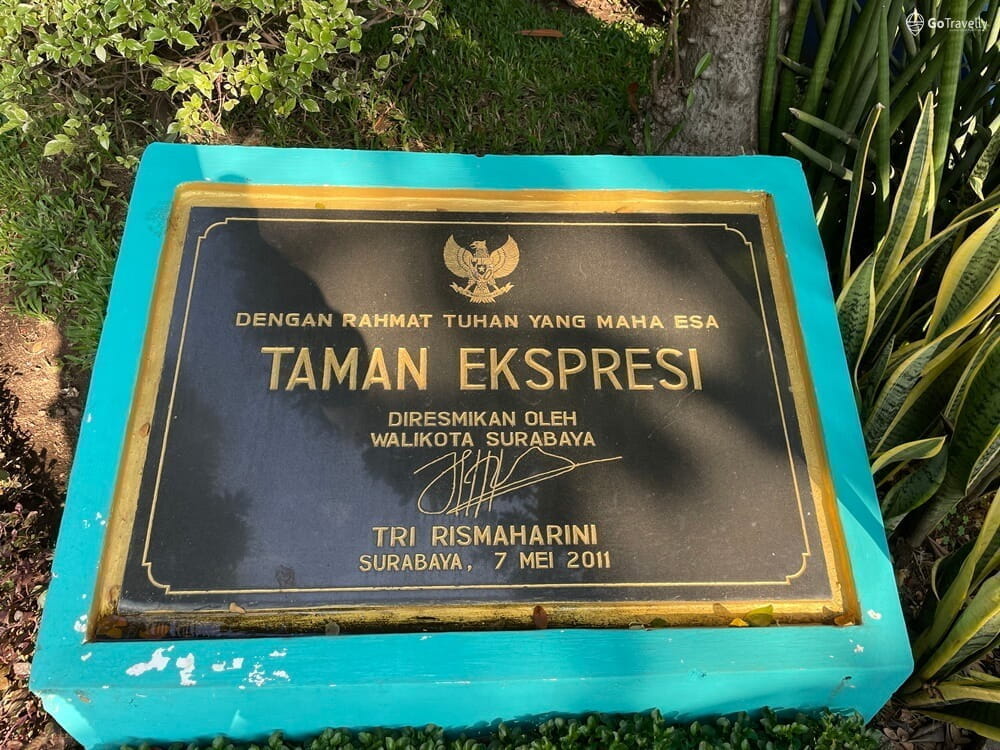 GoTravelly
DENGAN RAHMAT TUHAN YANG MAHA ESA
TAMAN EKSPRESI
DIRESMIKAN OLEH
WALIKOTA SURABAYA
TRI RISMAHARINI
SURABAYA, 7 MEI 2011